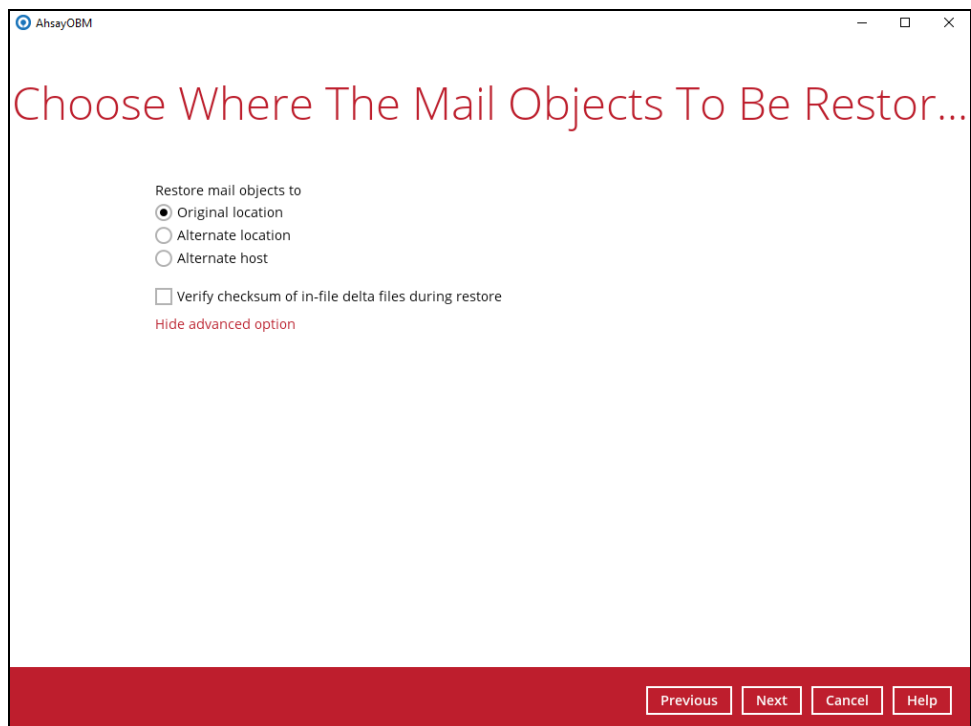 AhsayOBM
Choose Where The Mail Objects To Be Restor...
Restore mail objects to
Original location
Alternate location
Alternate host
Verify checksum of in-file delta files during restore
Hide advanced option
Previous Next Cancel Help